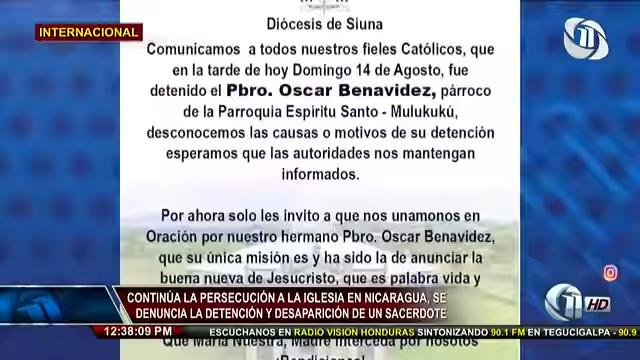 INTERNACIONAL
Diócesis de Siuna
Comunicamos a todos nuestros fieles Católicos, que
en la tarde de hoy Domingo 14 de Agosto, fue
detenido el Pbro. Oscar Benavidez, párroco
de la Parroquia Espíritu Santo - Mulukukú,
desconocemos las causas o motivos de su detención
esperamos que las autoridades nos mantengan
informados.
Por ahora solo les invito a que nos unamonos en
Oración por nuestro hermano Pbro. Oscar Benavidez,
que su única misión es y ha sido la de anunciar la
buena nueva de Jesucristo, que es palabra vida y
CONTINÚA LA PERSECUCIÓN A LA IGLESIA EN NICARAGUA, SE
DENUNCIA LA DETENCIÓN Y DESAPARICIÓN DE UN SACERDOTE
11 HD
12:38:09 PM ESCUCHANOS EN RADIO VISIÓN HONDURAS SINTONIZANDO 90.1 FM EN TEGUCIGALPA - 90.9
Que María Nuestra, Madre interceda por nosotros
¡Bendiciones!